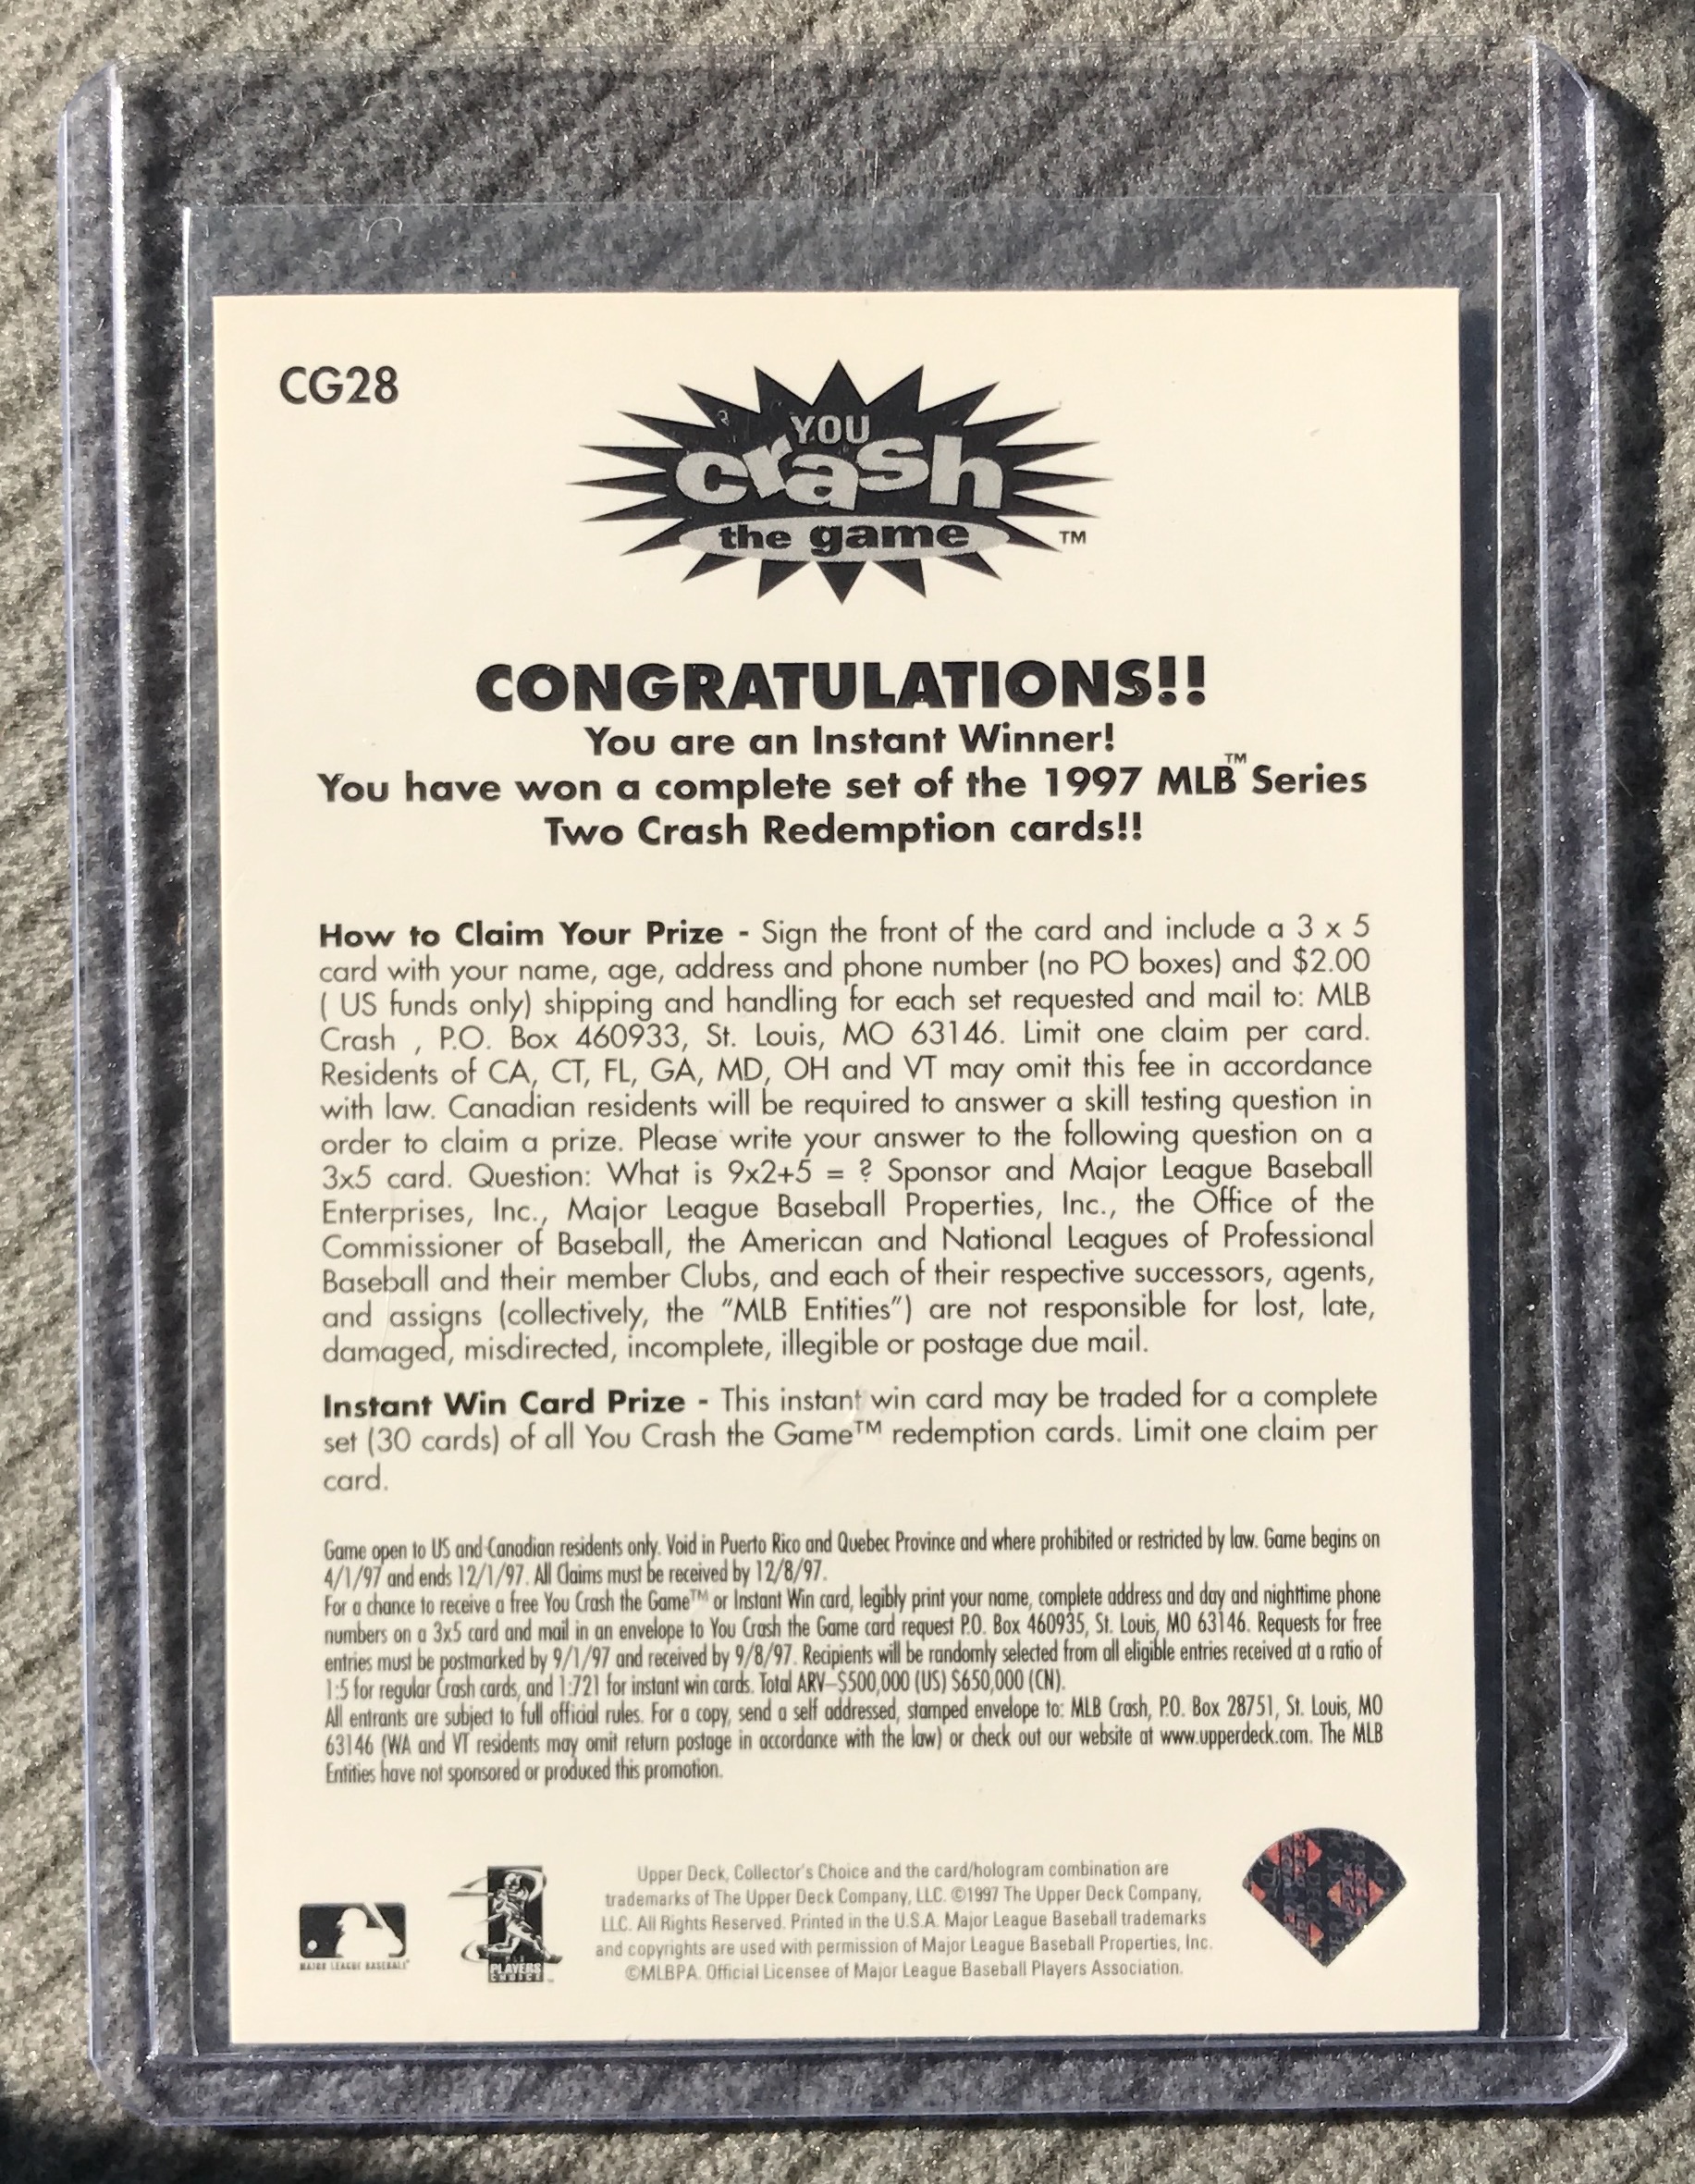 CG28
YOU
crash
the game
TM
CONGRATULATIONS!!
You are an Instant Winner!
You have won a complete set of the 1997 MLB™ Series
Two Crash Redemption cards!!
How to Claim Your Prize - Sign the front of the card and include a 3 x 5
card with your name, age, address and phone number (no PO boxes) and $2.00
( US funds only) shipping and handling for each set requested and mail to: MLB
Crash , P.O. Box 460933, St. Louis, MO 63146. Limit one claim per card.
Residents of CA, CT, FL, GA, MD, OH and VT may omit this fee in accordance
with law. Canadian residents will be required to answer a skill testing question in
order to claim a prize. Please write your answer to the following question on a
3x5 card. Question: What is 9x2+5 = ? Sponsor and Major League Baseball
Enterprises, Inc., Major League Baseball Properties, Inc., the Office of the
Commissioner of Baseball, the American and National Leagues of Professional
Baseball and their member Clubs, and each of their respective successors, agents,
and assigns (collectively, the “MLB Entities”) are not responsible for lost, late,
damaged, misdirected, incomplete, illegible or postage due mail.
Instant Win Card Prize - This instant win card may be traded for a complete
set (30 cards) of all You Crash the Game™ redemption cards. Limit one claim per
card.
Game open to US and Canadian residents only. Void in Puerto Rico and Quebec Province and where prohibited or restricted by law. Game begins on
4/1/97 and ends 12/1/97. All Claims must be received by 12/8/97.
For a chance to receive a free You Crash the Game™ or Instant Win card, legibly print your name, complete address and day and nighttime phone
numbers on a 3x5 card and mail in an envelope to You Crash the Game card request P.O. Box 460935, St. Louis, MO 63146. Requests for free
entries must be postmarked by 9/1/97 and received by 9/8/97. Recipients will be randomly selected from all eligible entries received at a ratio of
1:5 for regular Crash cards, and 1:721 for instant win cards. Total ARV–$500,000 (US) $650,000 (CN).
All entrants are subject to full official rules. For a copy, send a self addressed, stamped envelope to: MLB Crash, P.O. Box 28751, St. Louis, MO
63146 (WA and VT residents may omit return postage in accordance with the law) or check out our website at www.upperdeck.com. The MLB
Entities have not sponsored or produced this promotion.
MAJOR LEAGUE BASEBALL
PLAYERS
CHOICE
Upper Deck, Collector's Choice and the card/hologram combination are
trademarks of The Upper Deck Company, LLC. ©1997 The Upper Deck Company,
LLC. All Rights Reserved. Printed in the U.S.A. Major League Baseball trademarks
and copyrights are used with permission of Major League Baseball Properties, Inc.
©MLBPA. Official Licensee of Major League Baseball Players Association.